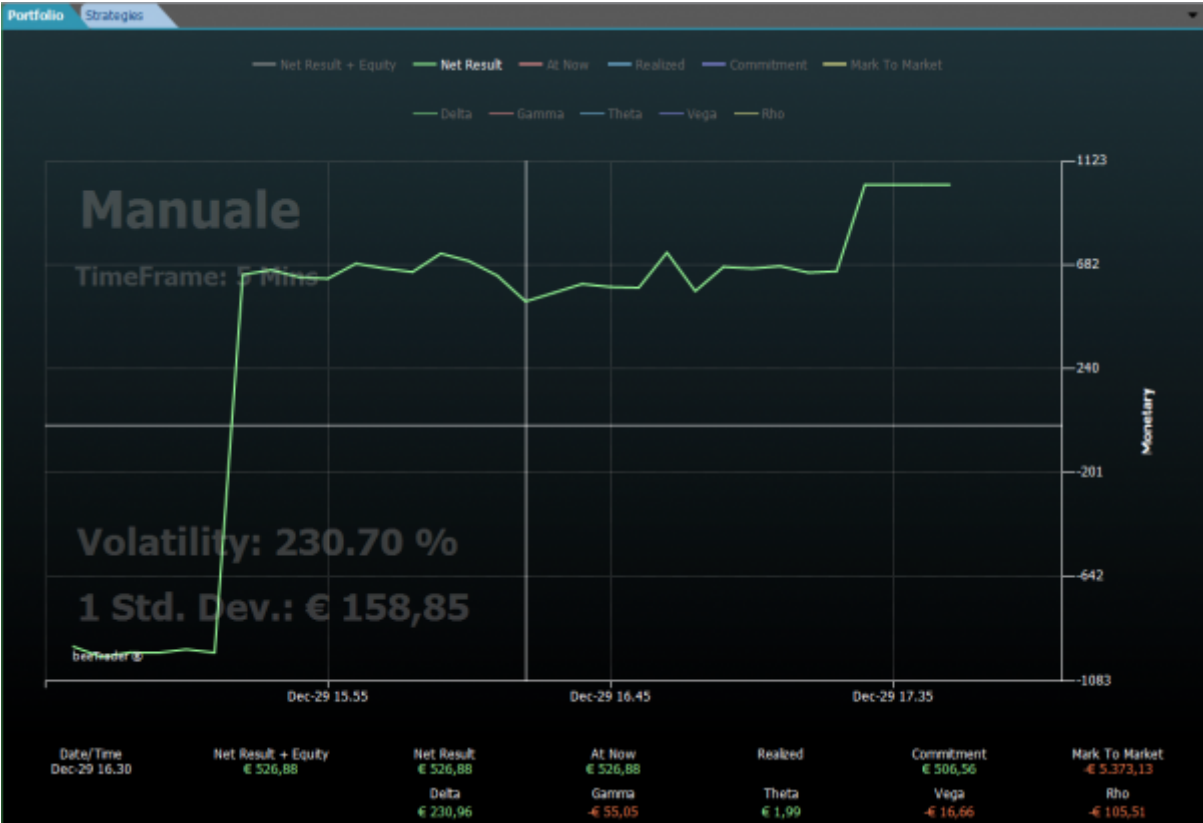 Portfolio Strategies
Net Result + Equity Net Result At Now Realized Commitment Mark To Market
Delta Gamma Theta Vega Rho
1123
Manuale
TimeFrame: 5 Mins
682
240
Monetary
-201
Volatility: 230.70 %
-642
1 Std. Dev.: € 158,85
-1083
Dec-29 15.55 Dec-29 16.45 Dec-29 17.35
Date/Time Net Result + Equity Net Result At Now Realized Commitment Mark To Market
Dec-29 16.30 € 526,88 € 526,88 € 526,88 € 506,56 -€ 5.373,13
Delta Gamma Theta Vega Rho
€ 230,96 -€ 55,05 € 1,99 -€ 16,66 -€ 105,51